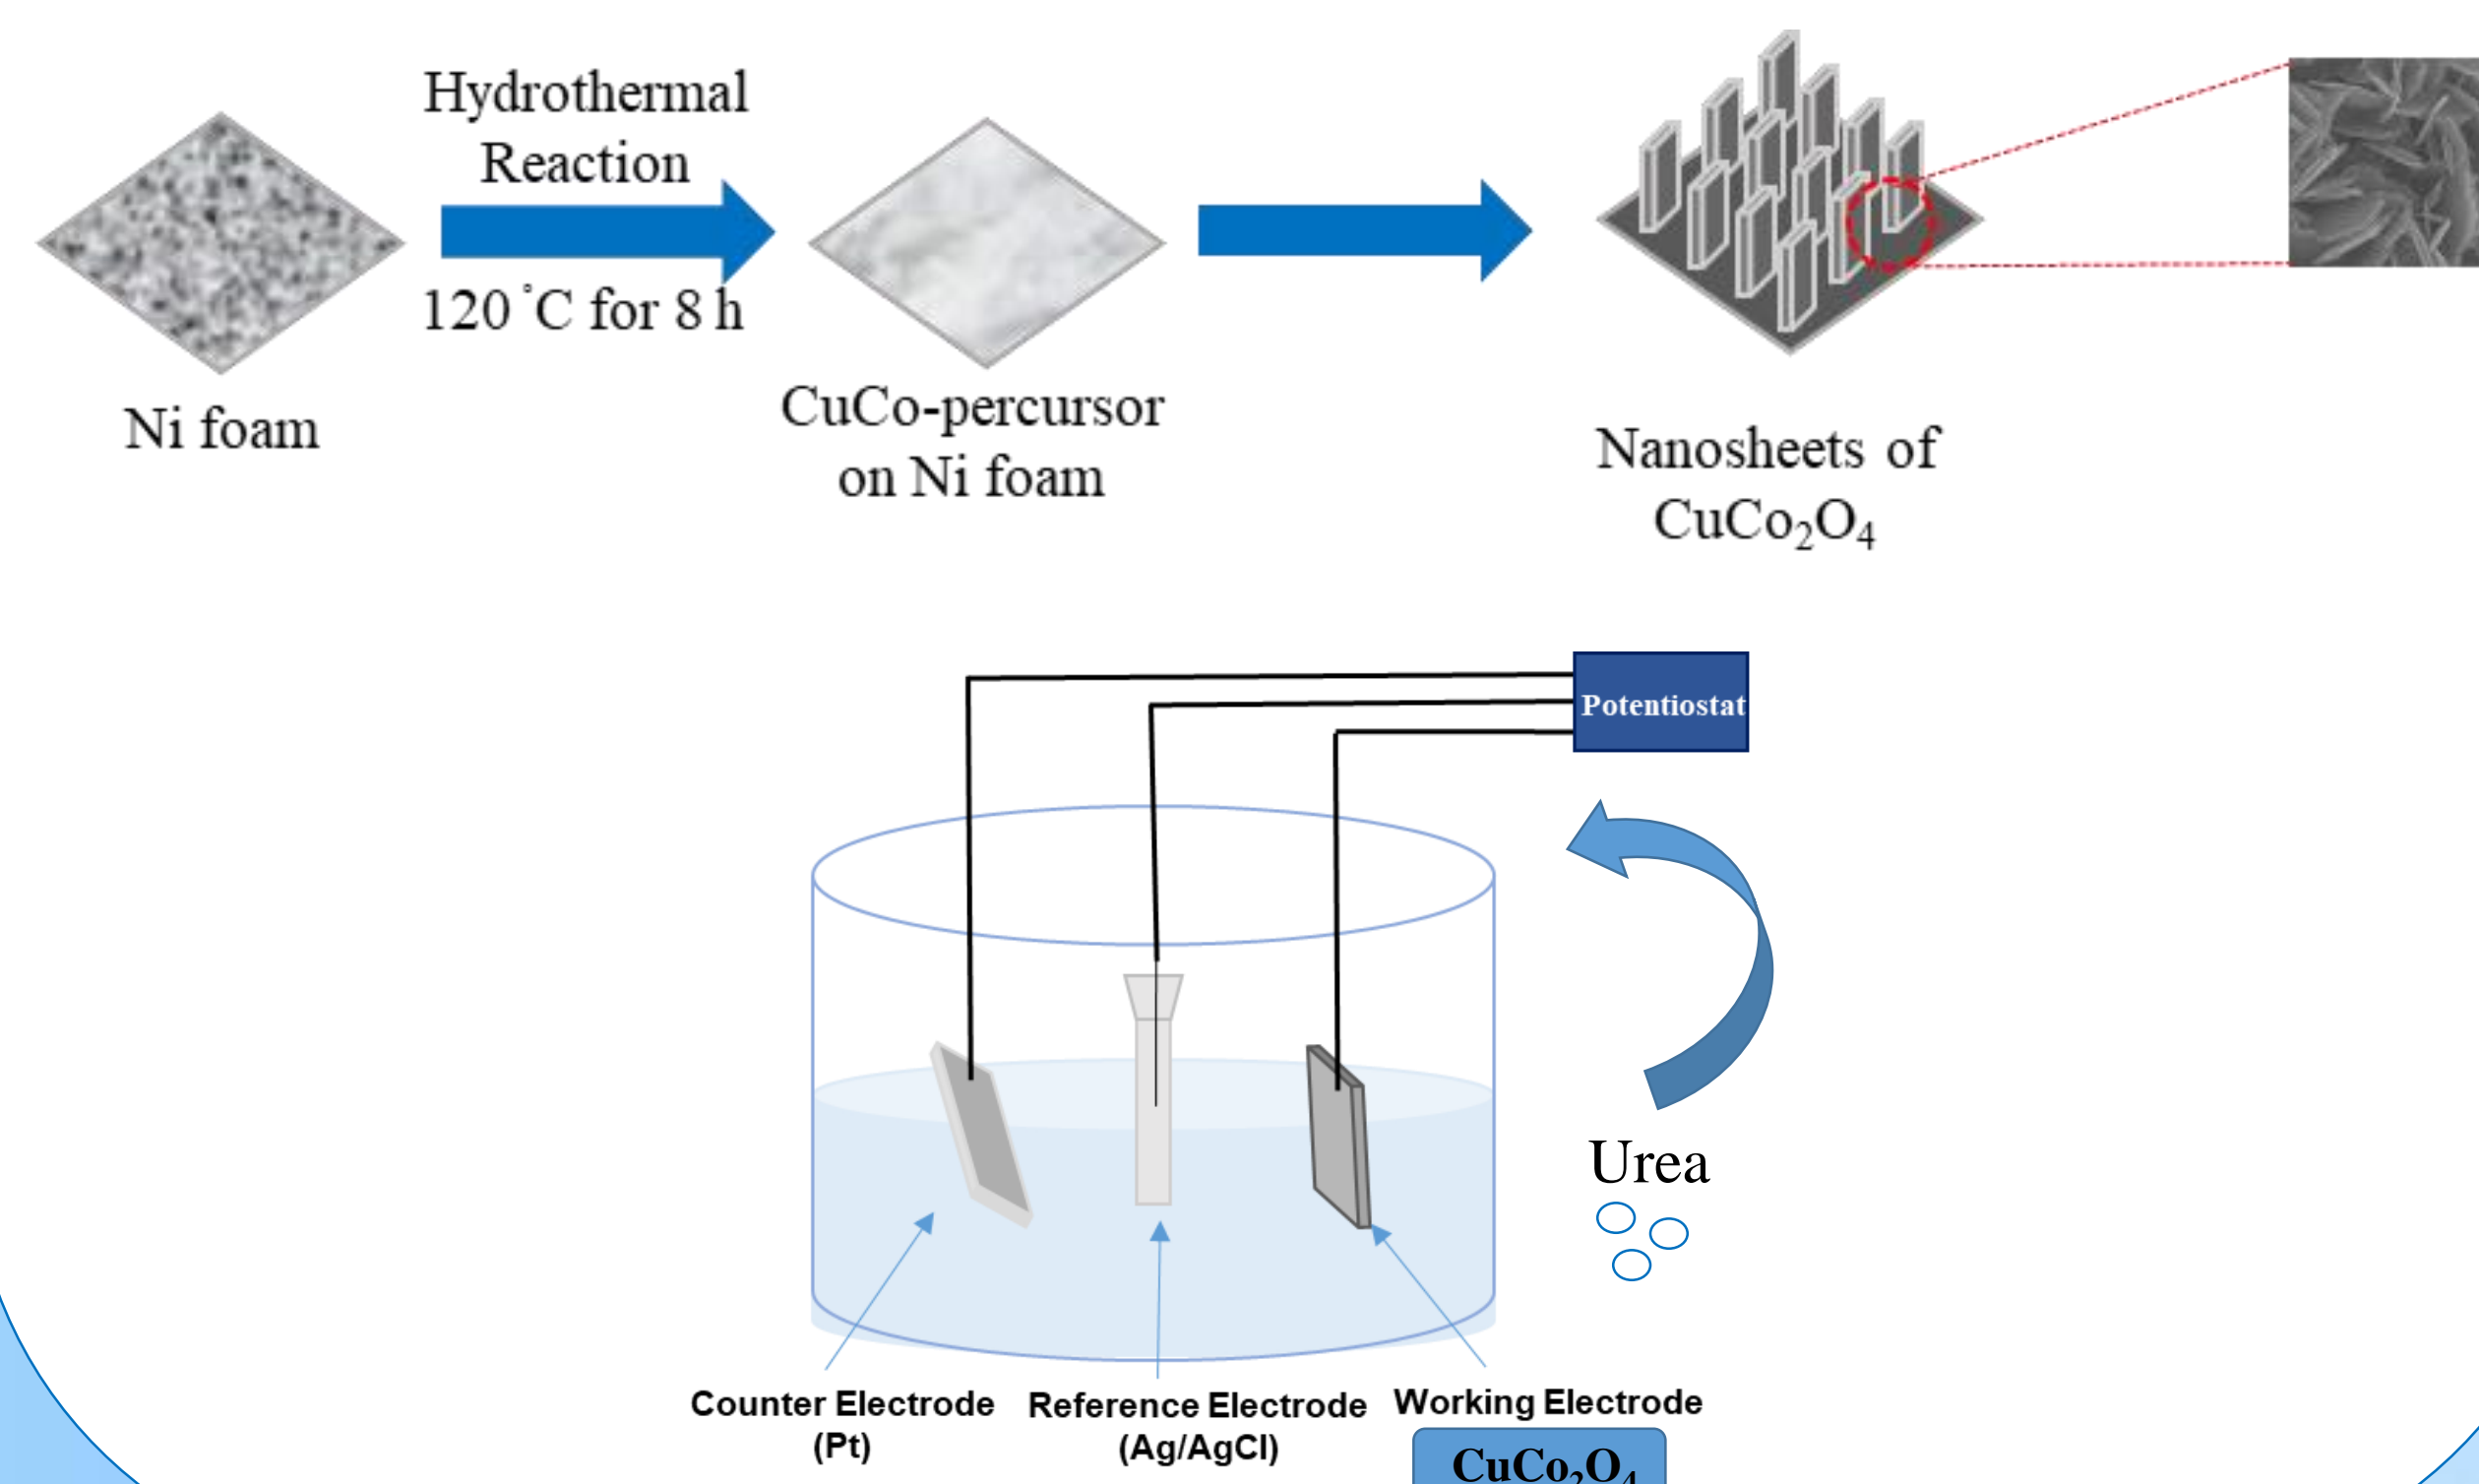 Hydrothermal
Reaction
120 °C for 8 h
Ni foam
CuCo-percursor
on Ni foam
Nanosheets of
CuCo₂O₄
Potentiostat
Urea
Counter Electrode
(Pt)
Reference Electrode
(Ag/AgCl)
Working Electrode
CuCo₂O₄